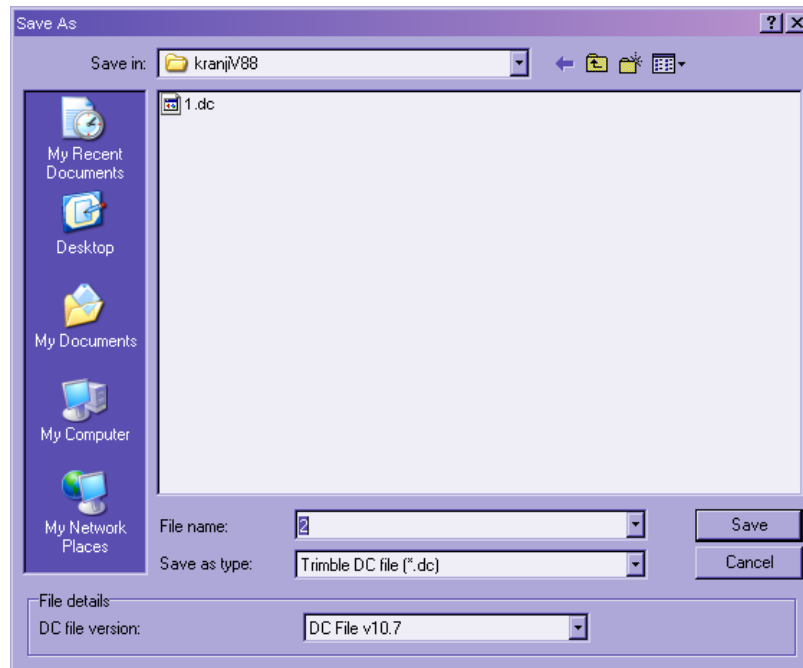 Save As
Save in: kranjiV88
1.dc
My Recent
Documents
Desktop
My Documents
My Computer
My Network
Places
File name: 2 Save
Save as type: Trimble DC file (*.dc) Cancel
File details
DC file version: DC File v10.7